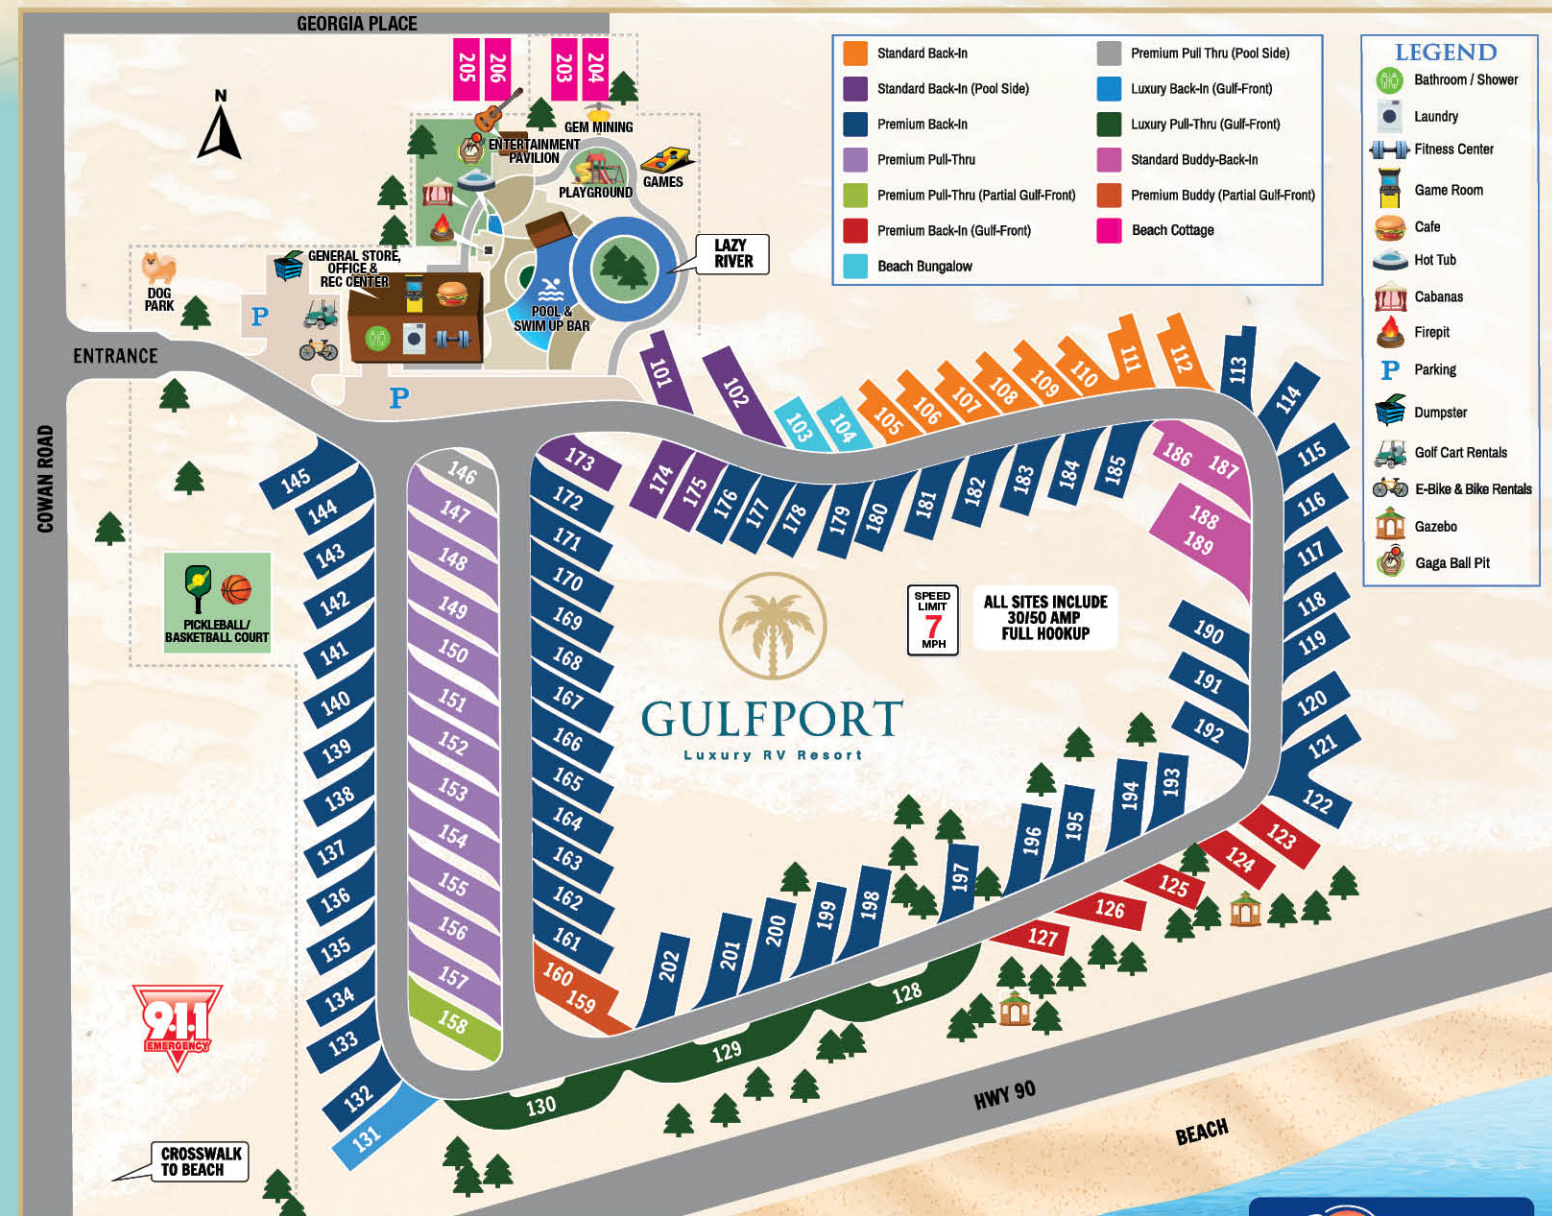 GEORGIA PLACE
205
206
203
204
N
GEM MINING
ENTERTAINMENT
PAVILION
PLAYGROUND
GAMES
LAZY
RIVER
GENERAL STORE,
OFFICE &
REC CENTER
POOL &
SWIM UP BAR
DOG
PARK
P
P
ENTRANCE
COWAN ROAD
Standard Back-In
Standard Back-In (Pool Side)
Premium Back-In
Premium Pull-Thru
Premium Pull-Thru (Partial Gulf-Front)
Premium Back-In (Gulf-Front)
Beach Bungalow
Premium Pull Thru (Pool Side)
Luxury Back-In (Gulf-Front)
Luxury Pull-Thru (Gulf-Front)
Standard Buddy-Back-In
Premium Buddy (Partial Gulf-Front)
Beach Cottage
LEGEND
Bathroom / Shower
Laundry
Fitness Center
Game Room
Cafe
Hot Tub
Cabanas
Firepit
P Parking
Dumpster
Golf Cart Rentals
E-Bike & Bike Rentals
Gazebo
Gaga Ball Pit
101
102
103
104
105
106
107
108
109
110
111
112
113
114
115
116
117
118
119
120
121
122
123
124
125
126
127
128
129
130
131
132
133
134
135
136
137
138
139
140
141
142
143
144
145
146
147
148
149
150
151
152
153
154
155
156
157
158
159
160
161
162
163
164
165
166
167
168
169
170
171
172
173
174
175
176
177
178
179
180
181
182
183
184
185
186
187
188
189
190
191
192
193
194
195
196
197
198
199
200
201
202
PICKLEBALL/
BASKETBALL COURT
GULFPORT
Luxury RV Resort
SPEED
LIMIT
7
MPH
ALL SITES INCLUDE
30/50 AMP
FULL HOOKUP
9-1-1
EMERGENCY
CROSSWALK
TO BEACH
HWY 90
BEACH